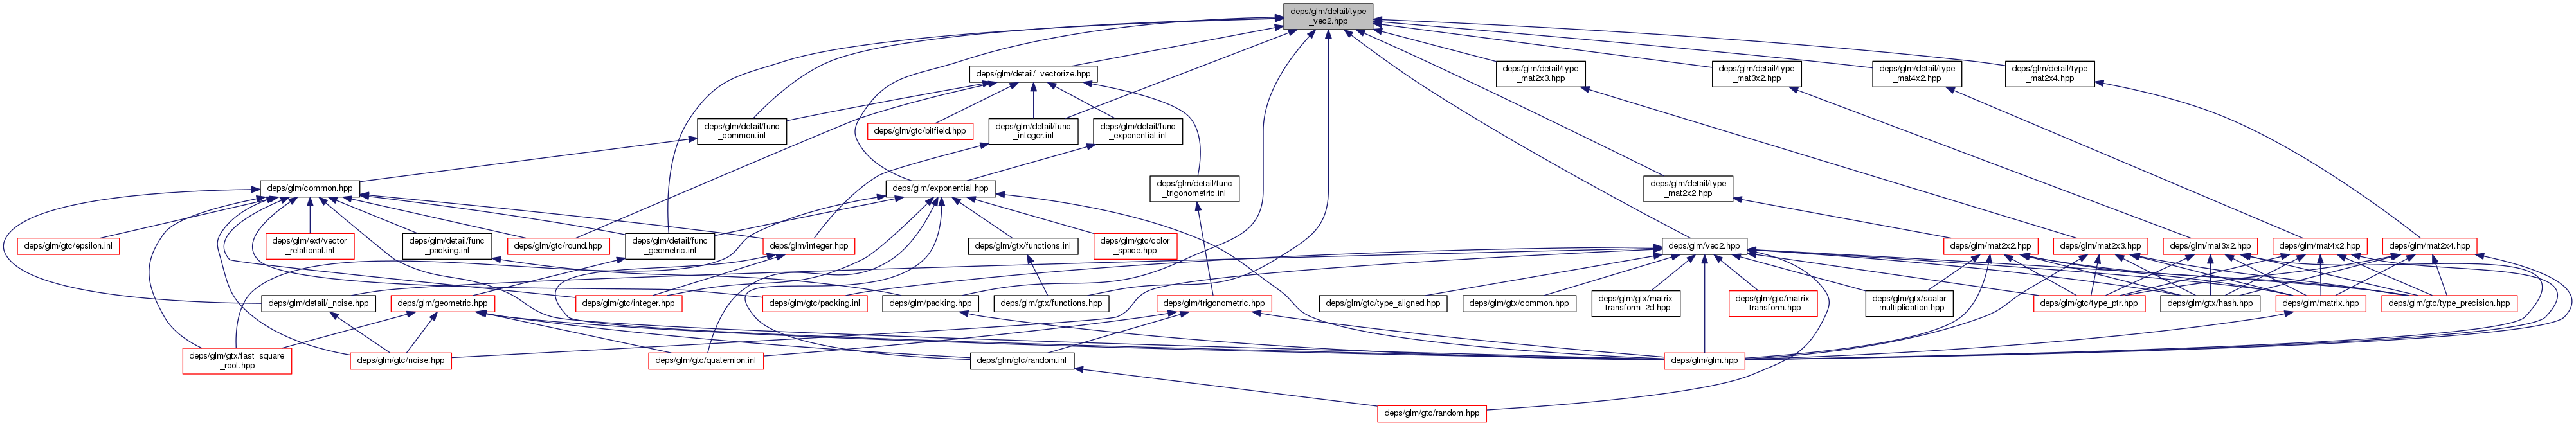 deps/glm/detail/type
_vec2.hpp
deps/glm/detail/_vectorize.hpp
deps/glm/detail/type
_mat2x3.hpp
deps/glm/detail/type
_mat3x2.hpp
deps/glm/detail/type
_mat4x2.hpp
deps/glm/detail/type
_mat2x4.hpp
deps/glm/detail/func
_common.inl
deps/glm/gtc/bitfield.hpp
deps/glm/detail/func
_integer.inl
deps/glm/detail/func
_exponential.inl
deps/glm/common.hpp
deps/glm/exponential.hpp
deps/glm/detail/func
_trigonometric.inl
deps/glm/detail/type
_mat2x2.hpp
deps/glm/gtc/epsilon.inl
deps/glm/ext/vector
_relational.inl
deps/glm/detail/func
_packing.inl
deps/glm/gtc/round.hpp
deps/glm/detail/func
_geometric.inl
deps/glm/integer.hpp
deps/glm/gtx/functions.inl
deps/glm/gtc/color
_space.hpp
deps/glm/vec2.hpp
deps/glm/mat2x2.hpp
deps/glm/mat2x3.hpp
deps/glm/mat3x2.hpp
deps/glm/mat4x2.hpp
deps/glm/mat2x4.hpp
deps/glm/detail/_noise.hpp
deps/glm/geometric.hpp
deps/glm/gtc/integer.hpp
deps/glm/gtc/packing.inl
deps/glm/packing.hpp
deps/glm/gtx/functions.hpp
deps/glm/trigonometric.hpp
deps/glm/gtc/type_aligned.hpp
deps/glm/gtx/common.hpp
deps/glm/gtx/matrix
_transform_2d.hpp
deps/glm/gtc/matrix
_transform.hpp
deps/glm/gtx/scalar
_multiplication.hpp
deps/glm/gtc/type_ptr.hpp
deps/glm/gtx/hash.hpp
deps/glm/matrix.hpp
deps/glm/gtc/type_precision.hpp
deps/glm/gtx/fast_square
_root.hpp
deps/glm/gtc/noise.hpp
deps/glm/gtc/quaternion.inl
deps/glm/gtc/random.inl
deps/glm/glm.hpp
deps/glm/gtc/random.hpp